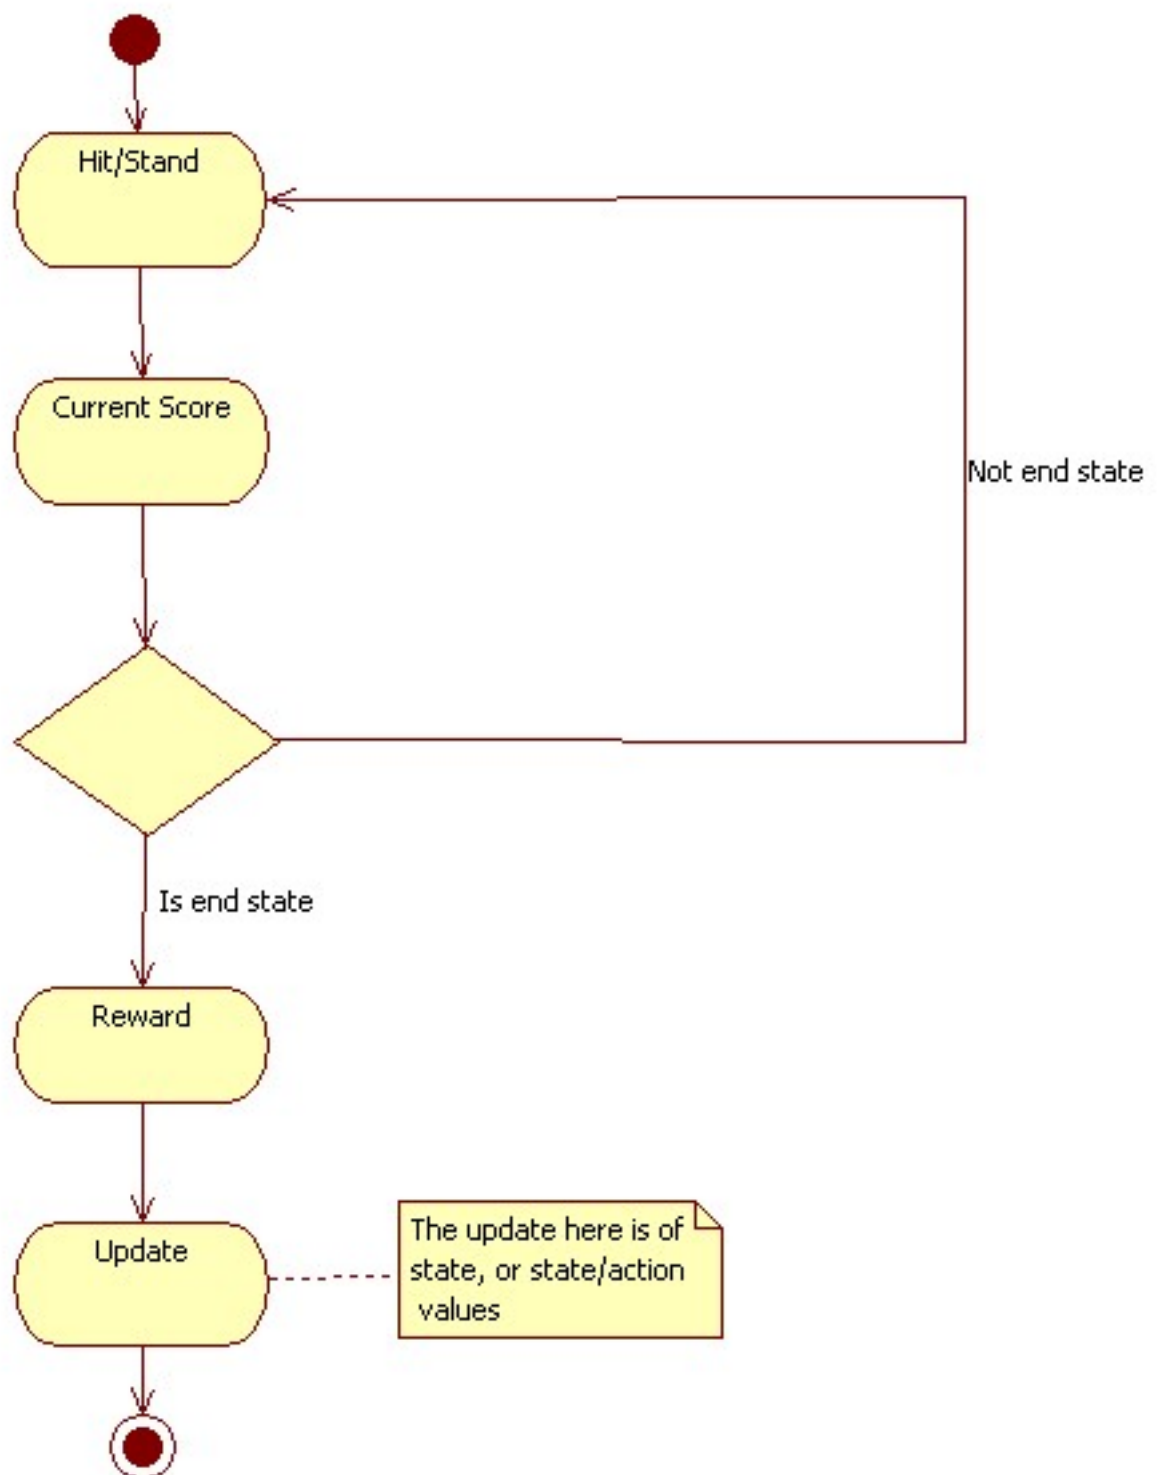 Hit/Stand
Current Score
Not end state
Is end state
Reward
Update
The update here is of
state, or state/action
values